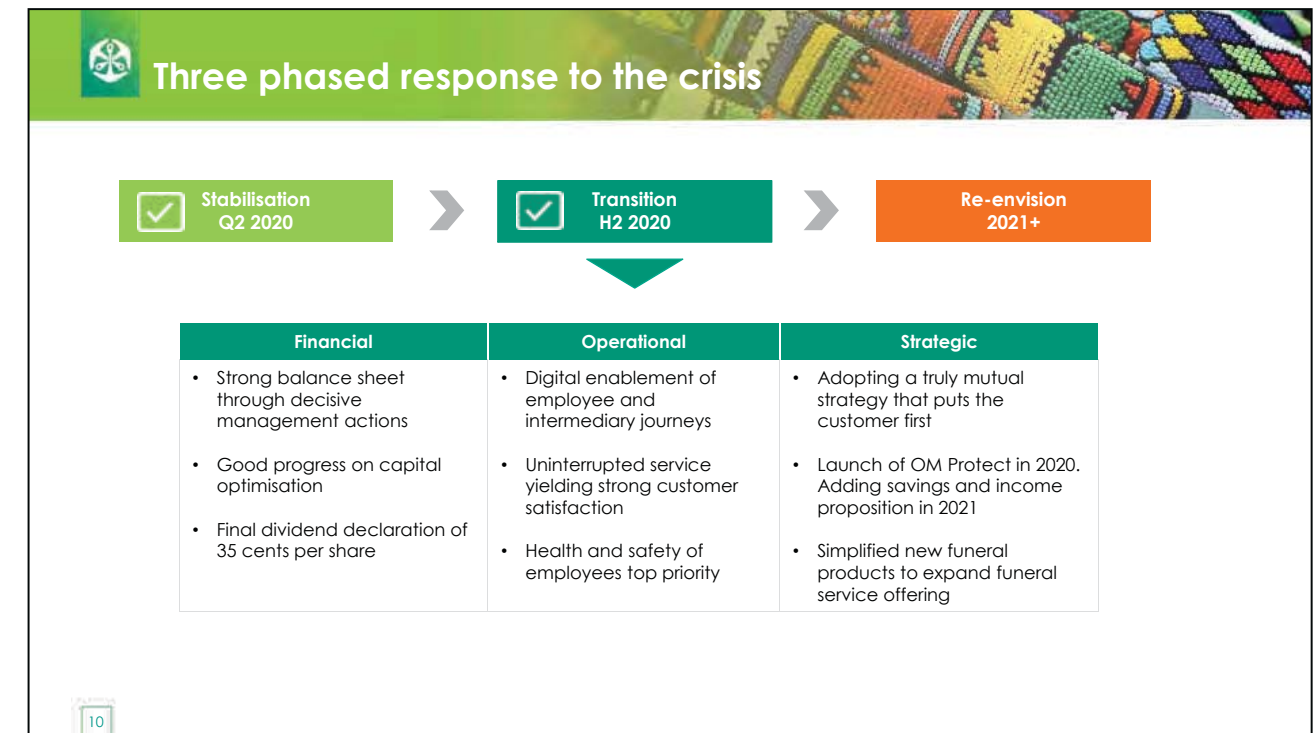 Three phased response to the crisis
Stabilisation
Q2 2020
Transition
H2 2020
Re-envision
2021+
Financial
• Strong balance sheet
through decisive
management actions
• Good progress on capital
optimisation
• Final dividend declaration of
35 cents per share
Operational
• Digital enablement of
employee and
intermediary journeys
• Uninterrupted service
yielding strong customer
satisfaction
• Health and safety of
employees top priority
Strategic
• Adopting a truly mutual
strategy that puts the
customer first
• Launch of OM Protect in 2020.
Adding savings and income
proposition in 2021
• Simplified new funeral
products to expand funeral
service offering
10